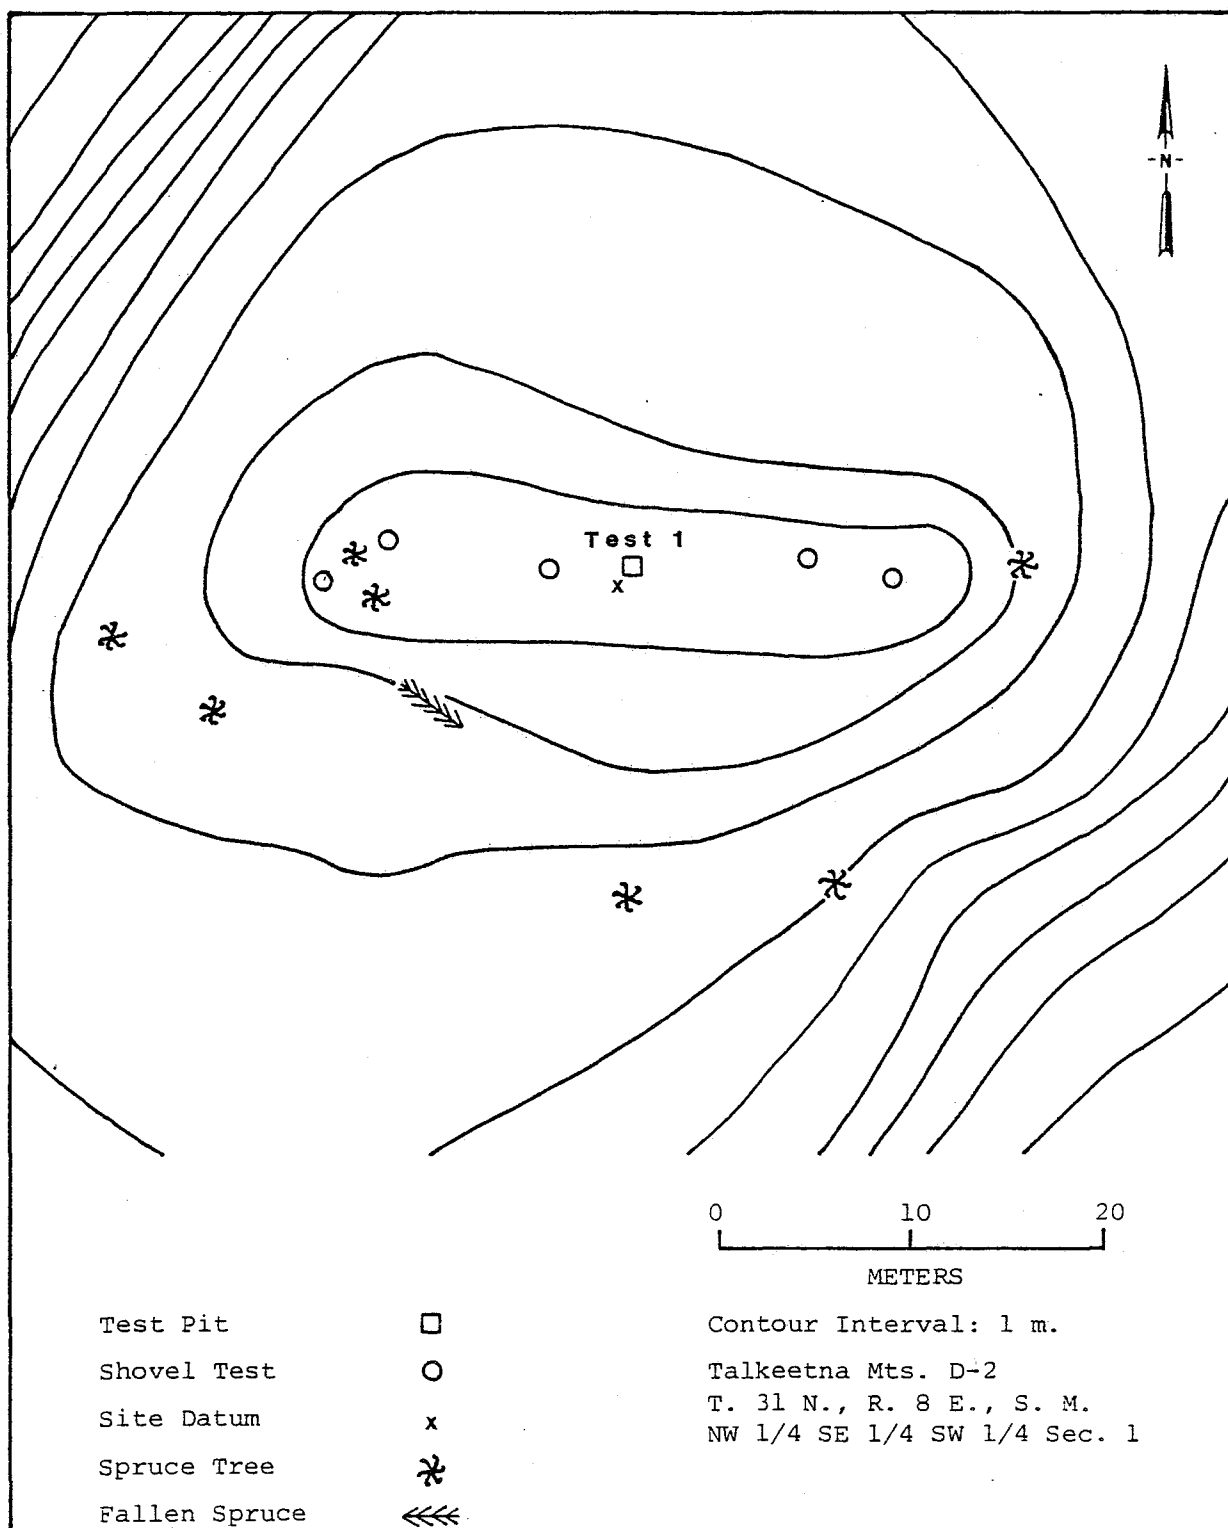 -N-
Test 1
x
0 10 20
METERS
Test Pit
Shovel Test
Site Datum x
Spruce Tree
Fallen Spruce
Contour Interval: 1 m.
Talkeetna Mts. D-2
T. 31 N., R. 8 E., S. M.
NW 1/4 SE 1/4 SW 1/4 Sec. 1